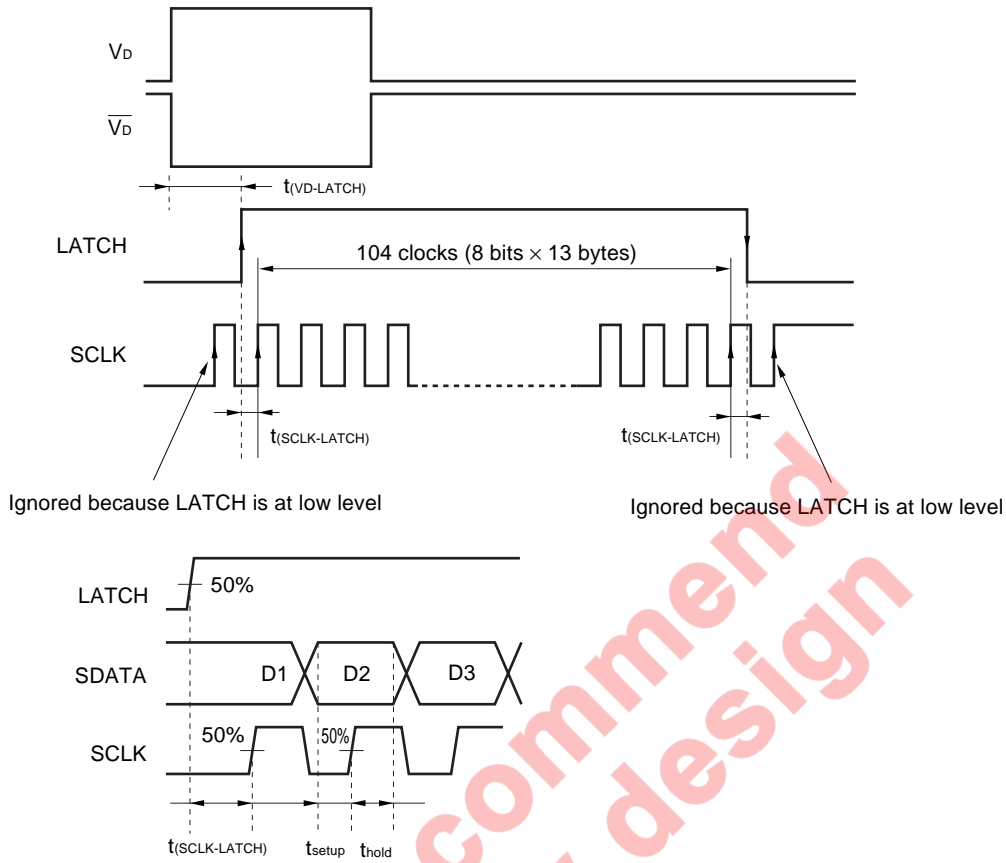 VD
VD
t(VD-LATCH)
LATCH
104 clocks (8 bits × 13 bytes)
SCLK
t(SCLK-LATCH)
t(SCLK-LATCH)
Ignored because LATCH is at low level
Ignored because LATCH is at low level
LATCH
50%
SDATA
D1
D2
D3
SCLK
50%
50%
t(SCLK-LATCH)
tsetup
thold
commend
design